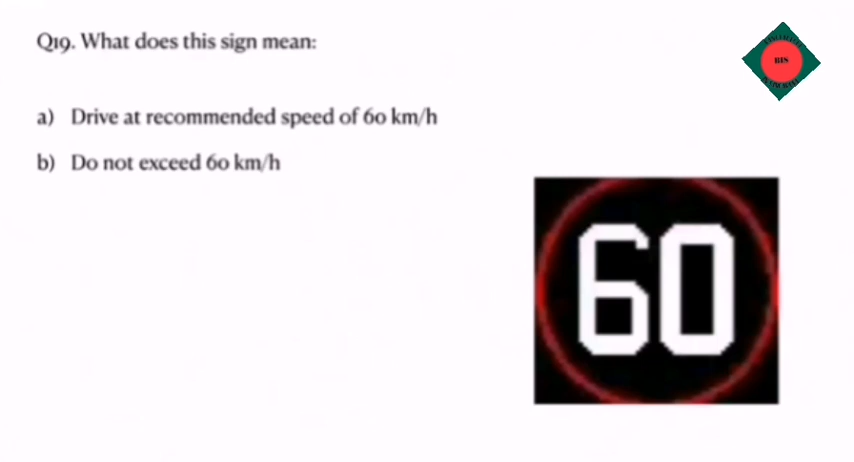 Q19. What does this sign mean:
BIS
a) Drive at recommended speed of 60 km/h
b) Do not exceed 60 km/h
60